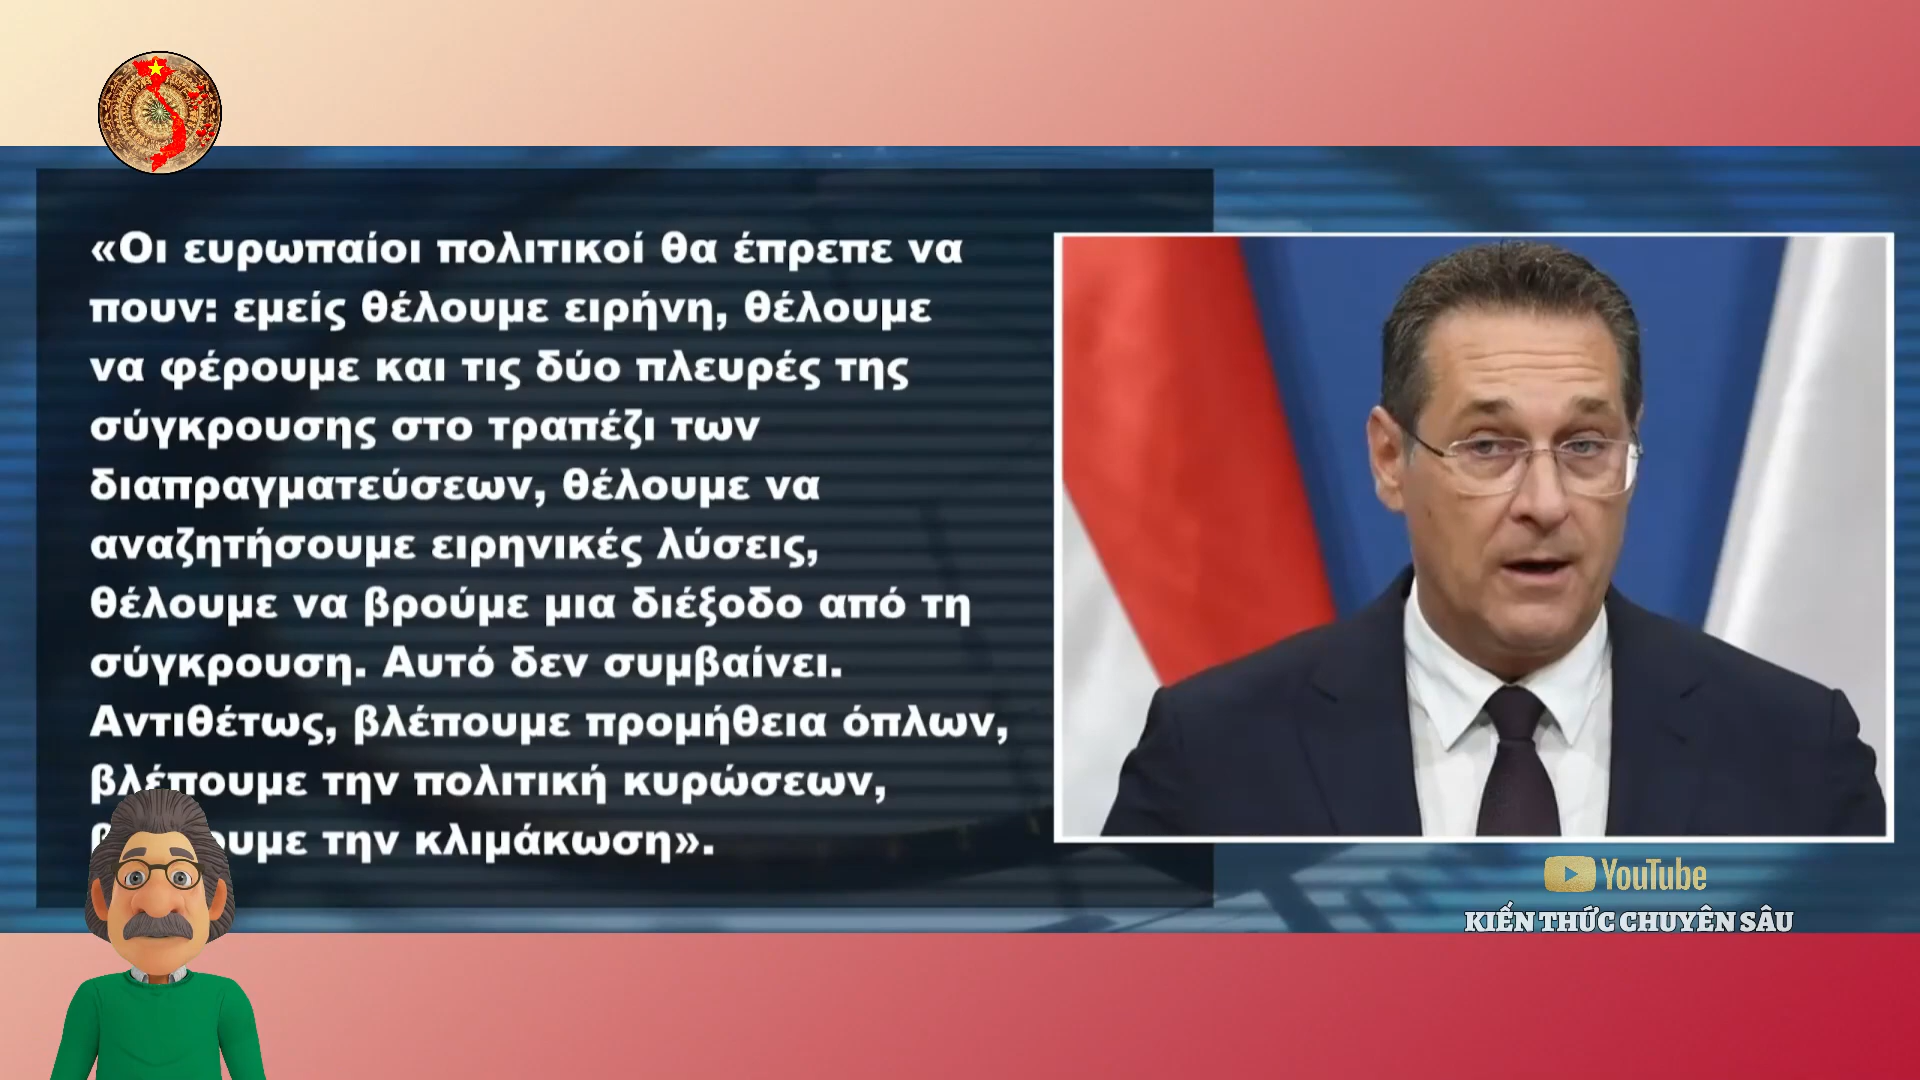 «Οι ευρωπαίοι πολιτικοί θα έπρεπε να
πουν: εμείς θέλουμε ειρήνη, θέλουμε
να φέρουμε και τις δύο πλευρές της
σύγκρουσης στο τραπέζι των
διαπραγματεύσεων, θέλουμε να
αναζητήσουμε ειρηνικές λύσεις,
θέλουμε να βρούμε μια διέξοδο από τη
σύγκρουση. Αυτό δεν συμβαίνει.
Αντιθέτως, βλέπουμε προμήθεια όπλων,
βλέπουμε την πολιτική κυρώσεων,
την κλιμάκωση».
YouTube
KIẾN THỨC CHUYÊN SÂU